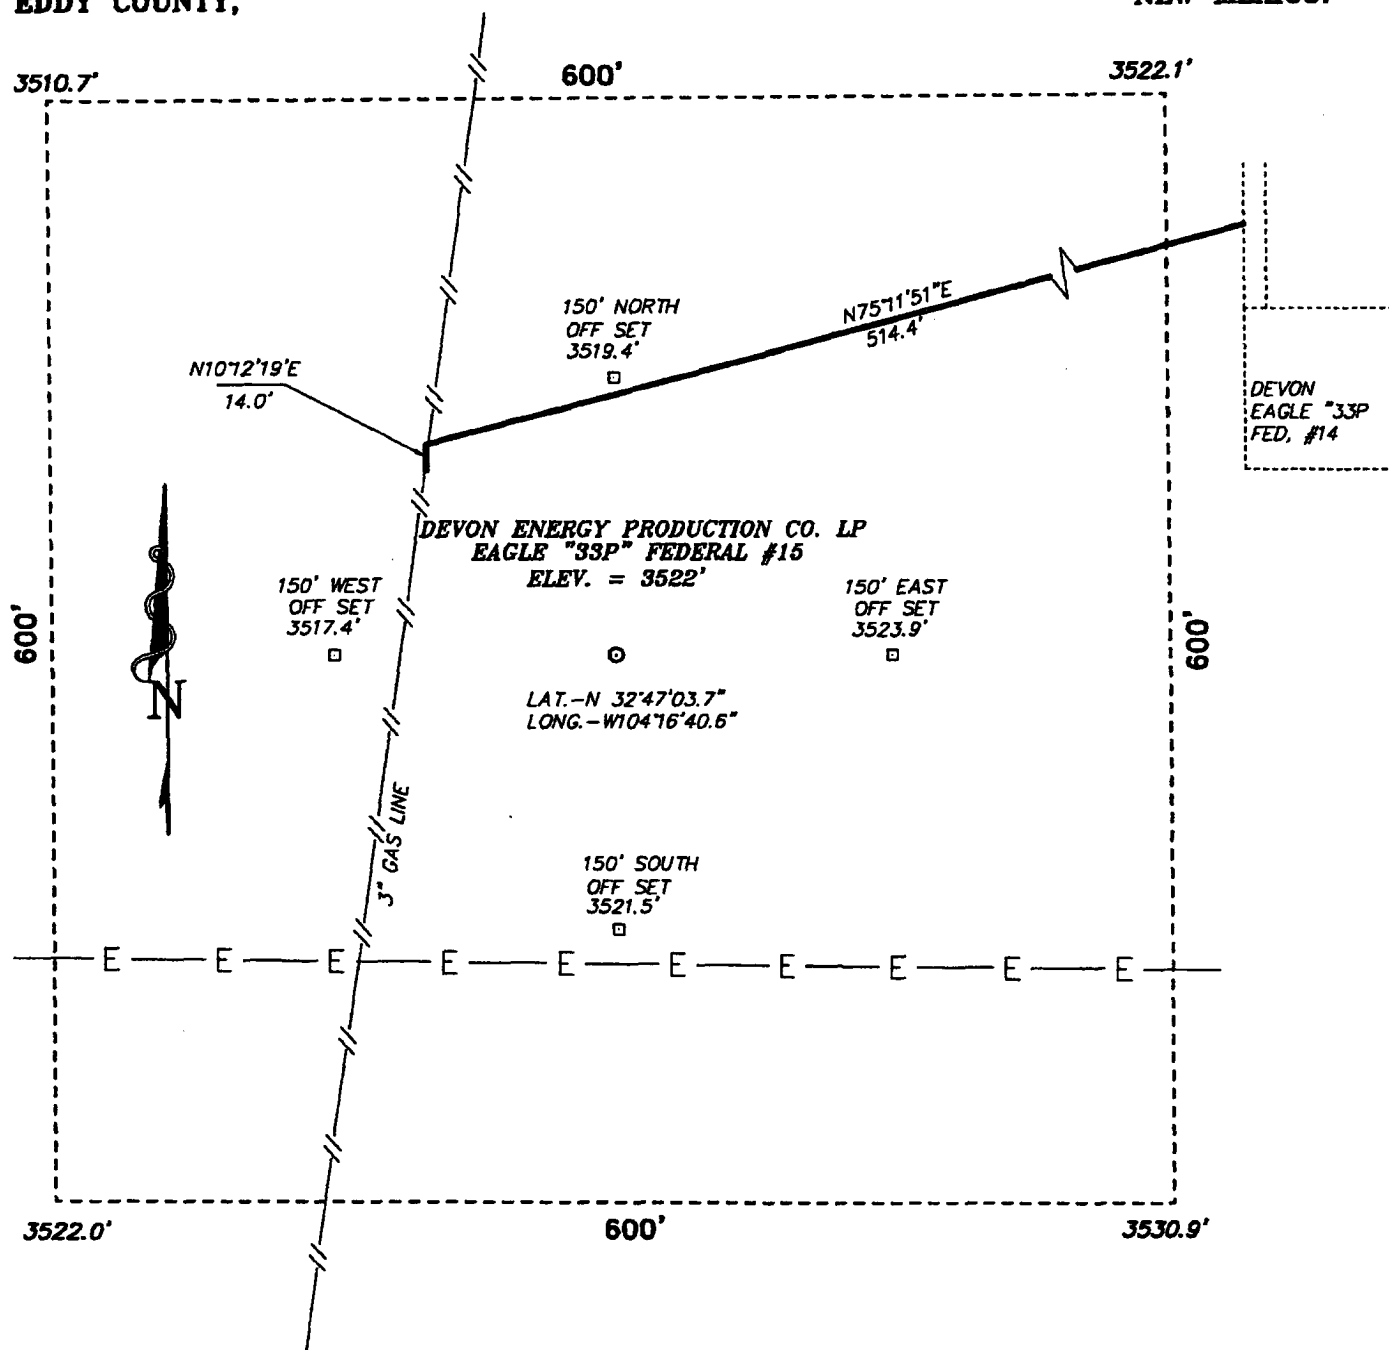 EDDY COUNTY,
3510.7'
600'
3522.1'
150' NORTH
OFF SET
3519.4'
N75°11'51"E
514.4'
N10°12'19"E
14.0'
DEVON
EAGLE "33P
FED, #14
DEVON ENERGY PRODUCTION CO. LP
EAGLE "33P" FEDERAL #15
ELEV. = 3522'
150' WEST
OFF SET
3517.4'
150' EAST
OFF SET
3523.9'
600'
600'
N
LAT.-N 32°47'03.7"
LONG.-W104°16'40.6"
3" GAS LINE
150' SOUTH
OFF SET
3521.5'
E E E E E E E E E E
3522.0'
600'
3530.9'